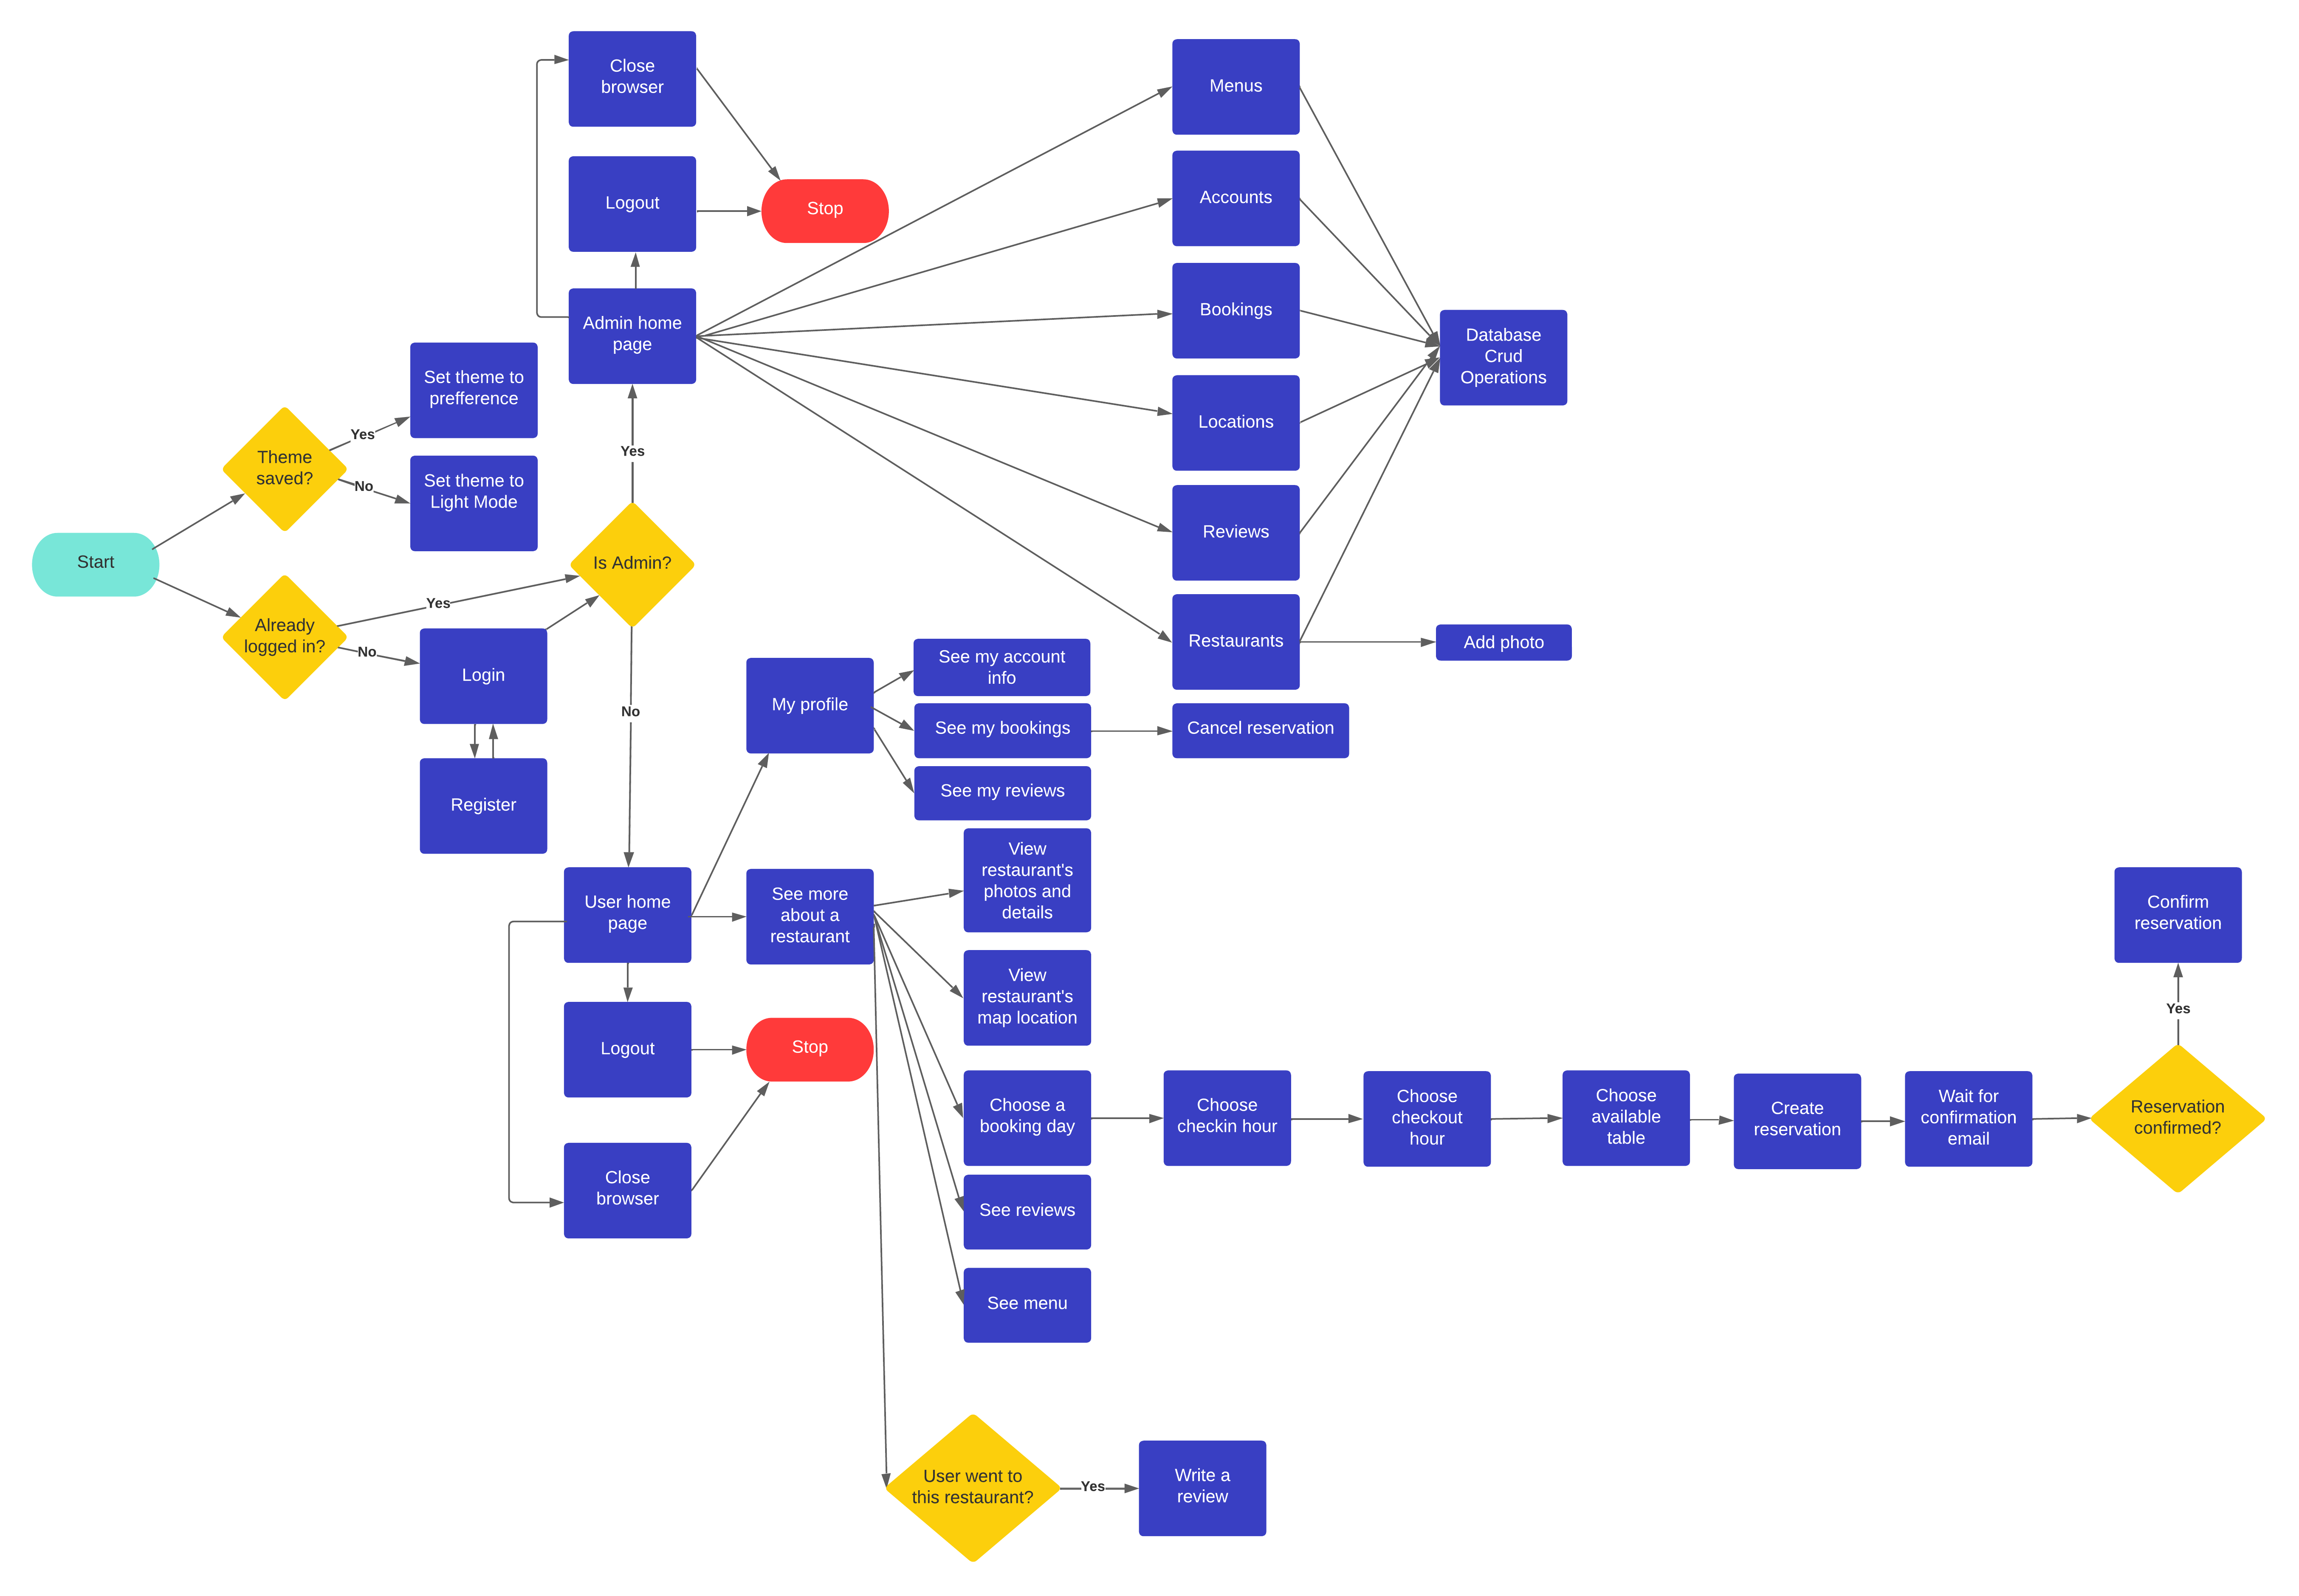 Close
browser
Menus
Logout
Stop
Accounts
Admin home
page
Bookings
Database
Crud
Operations
Set theme to
prefference
Yes
Theme
saved?
No
Set theme to
Light Mode
Yes
Locations
Start
Is Admin?
Reviews
Already
logged in?
Yes
No
Login
Restaurants
Add photo
No
My profile
See my account
info
See my bookings
Cancel reservation
See my reviews
Register
User home
page
See more
about a
restaurant
View
restaurant's
photos and
details
Confirm
reservation
View
restaurant's
map location
Yes
Logout
Stop
Choose a
booking day
Choose
checkin hour
Choose
checkout
hour
Choose
available
table
Create
reservation
Wait for
confirmation
email
Reservation
confirmed?
Close
browser
See reviews
See menu
User went to
this restaurant?
Yes
Write a
review